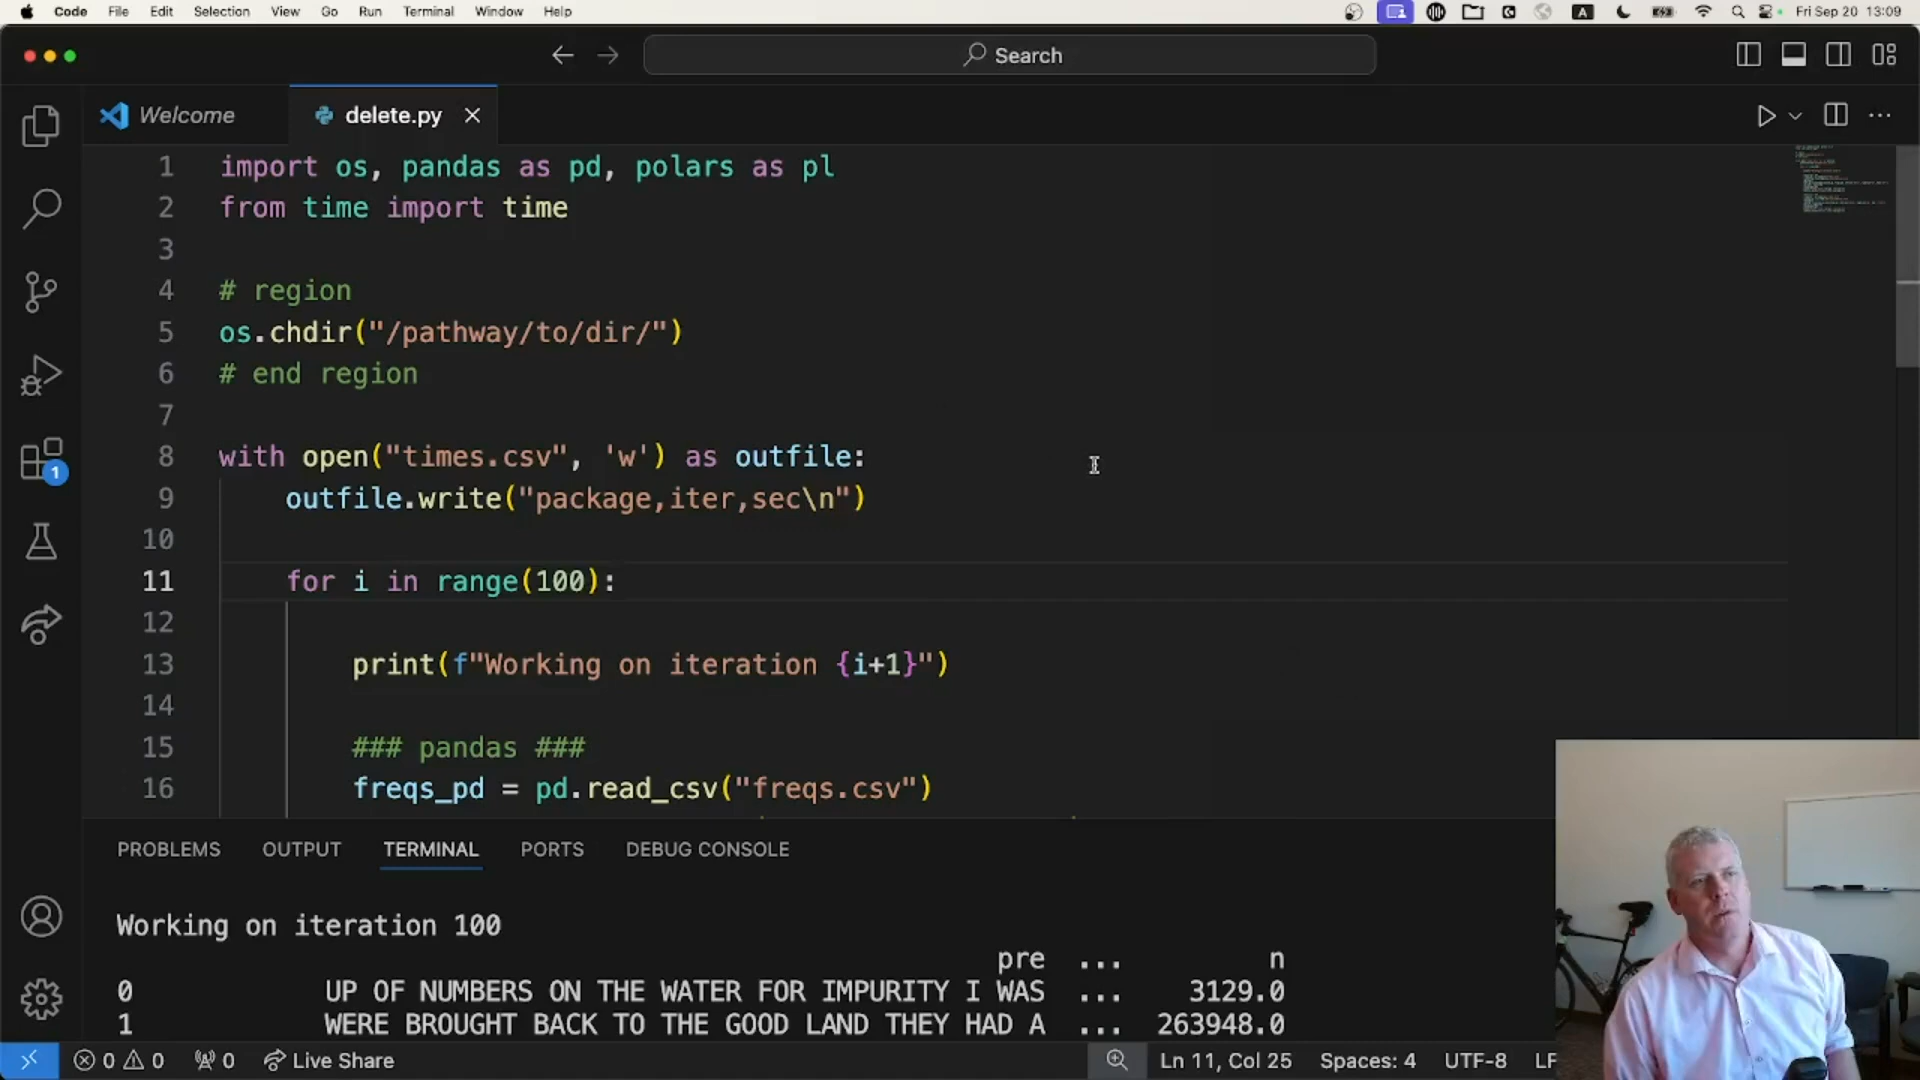 Code File Edit Selection View Go Run Terminal Window Help A Fri Sep 20 13:09
Search
Welcome delete.py
1 import os, pandas as pd, polars as pl
2 from time import time
3
4 # region
5 os.chdir("/pathway/to/dir/")
6 # end region
7
8 with open("times.csv", 'w') as outfile:
9 outfile.write("package,iter,sec\n")
10
11 for i in range(100):
12
13 print(f"Working on iteration {i+1}")
14
15 ### pandas ###
16 freqs_pd = pd.read_csv("freqs.csv")
1
PROBLEMS OUTPUT TERMINAL PORTS DEBUG CONSOLE
Working on iteration 100
pre ... n
0 UP OF NUMBERS ON THE WATER FOR IMPURITY I WAS ... 3129.0
1 WERE BROUGHT BACK TO THE GOOD LAND THEY HAD A ... 263948.0
0 0 0 Live Share Ln 11, Col 25 Spaces: 4 UTF-8 LF